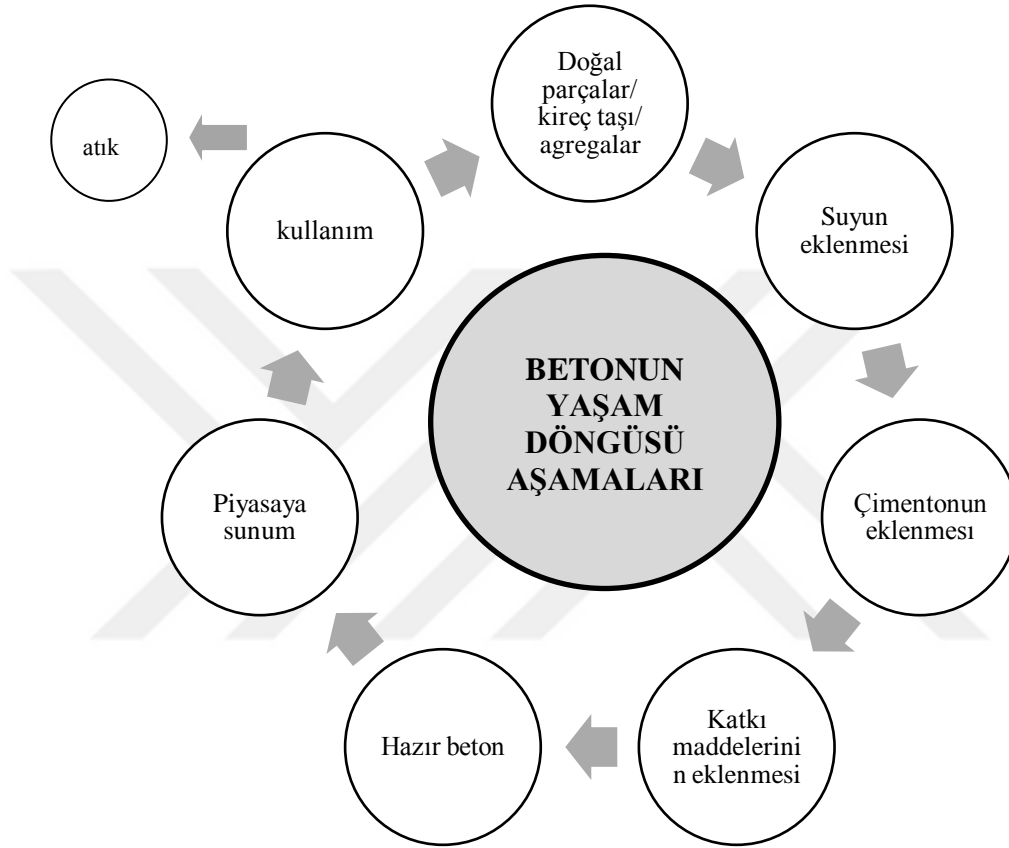 Doğal
parçalar/
kireç taşı/
agregalar
Suyun
eklenmesi
Çimentonun
eklenmesı
Katkı
maddelerini
n eklenmesi
Hazır beton
Piyasaya
sunum
kullanım
atık
BETONUN
YAŞAM
DÖNGÜSÜ
AŞAMALARI